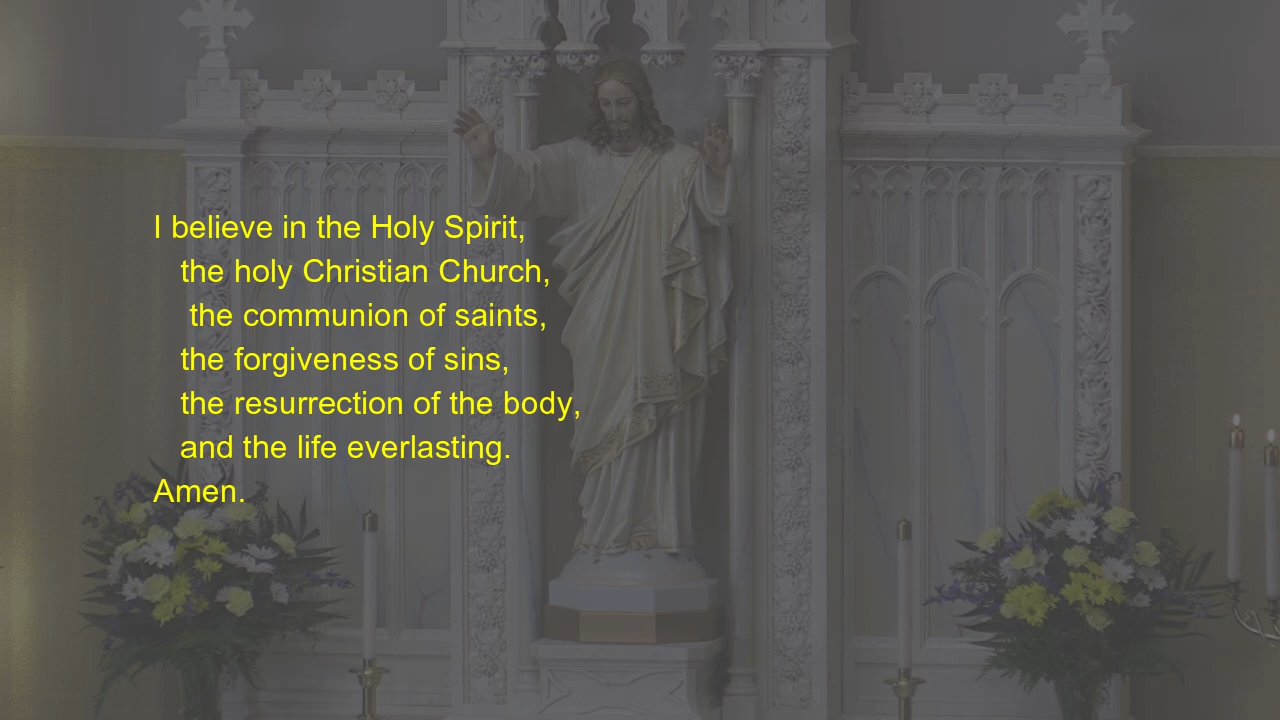 I believe in the Holy Spirit,
the holy Christian Church,
the communion of saints,
the forgiveness of sins,
the resurrection of the body,
and the life everlasting.
Amen.